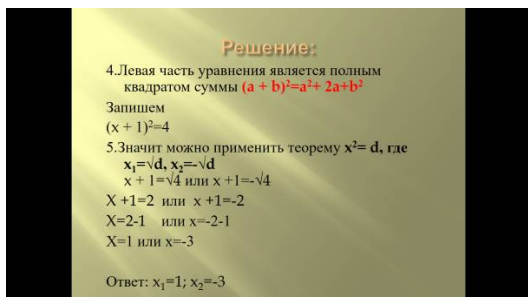 Решение:
4.Левая часть уравнения является полным
квадратом суммы (a + b)²=a²+ 2a+b²
Запишем
(x + 1)²=4
5.Значит можно применить теорему x²= d, где
x₁=√d, x₂=-√d
x + 1=√4 или x +1=-√4
X +1=2 или x +1=-2
X=2-1 или x=-2-1
X=1 или x=-3
Ответ: x₁=1; x₂=-3